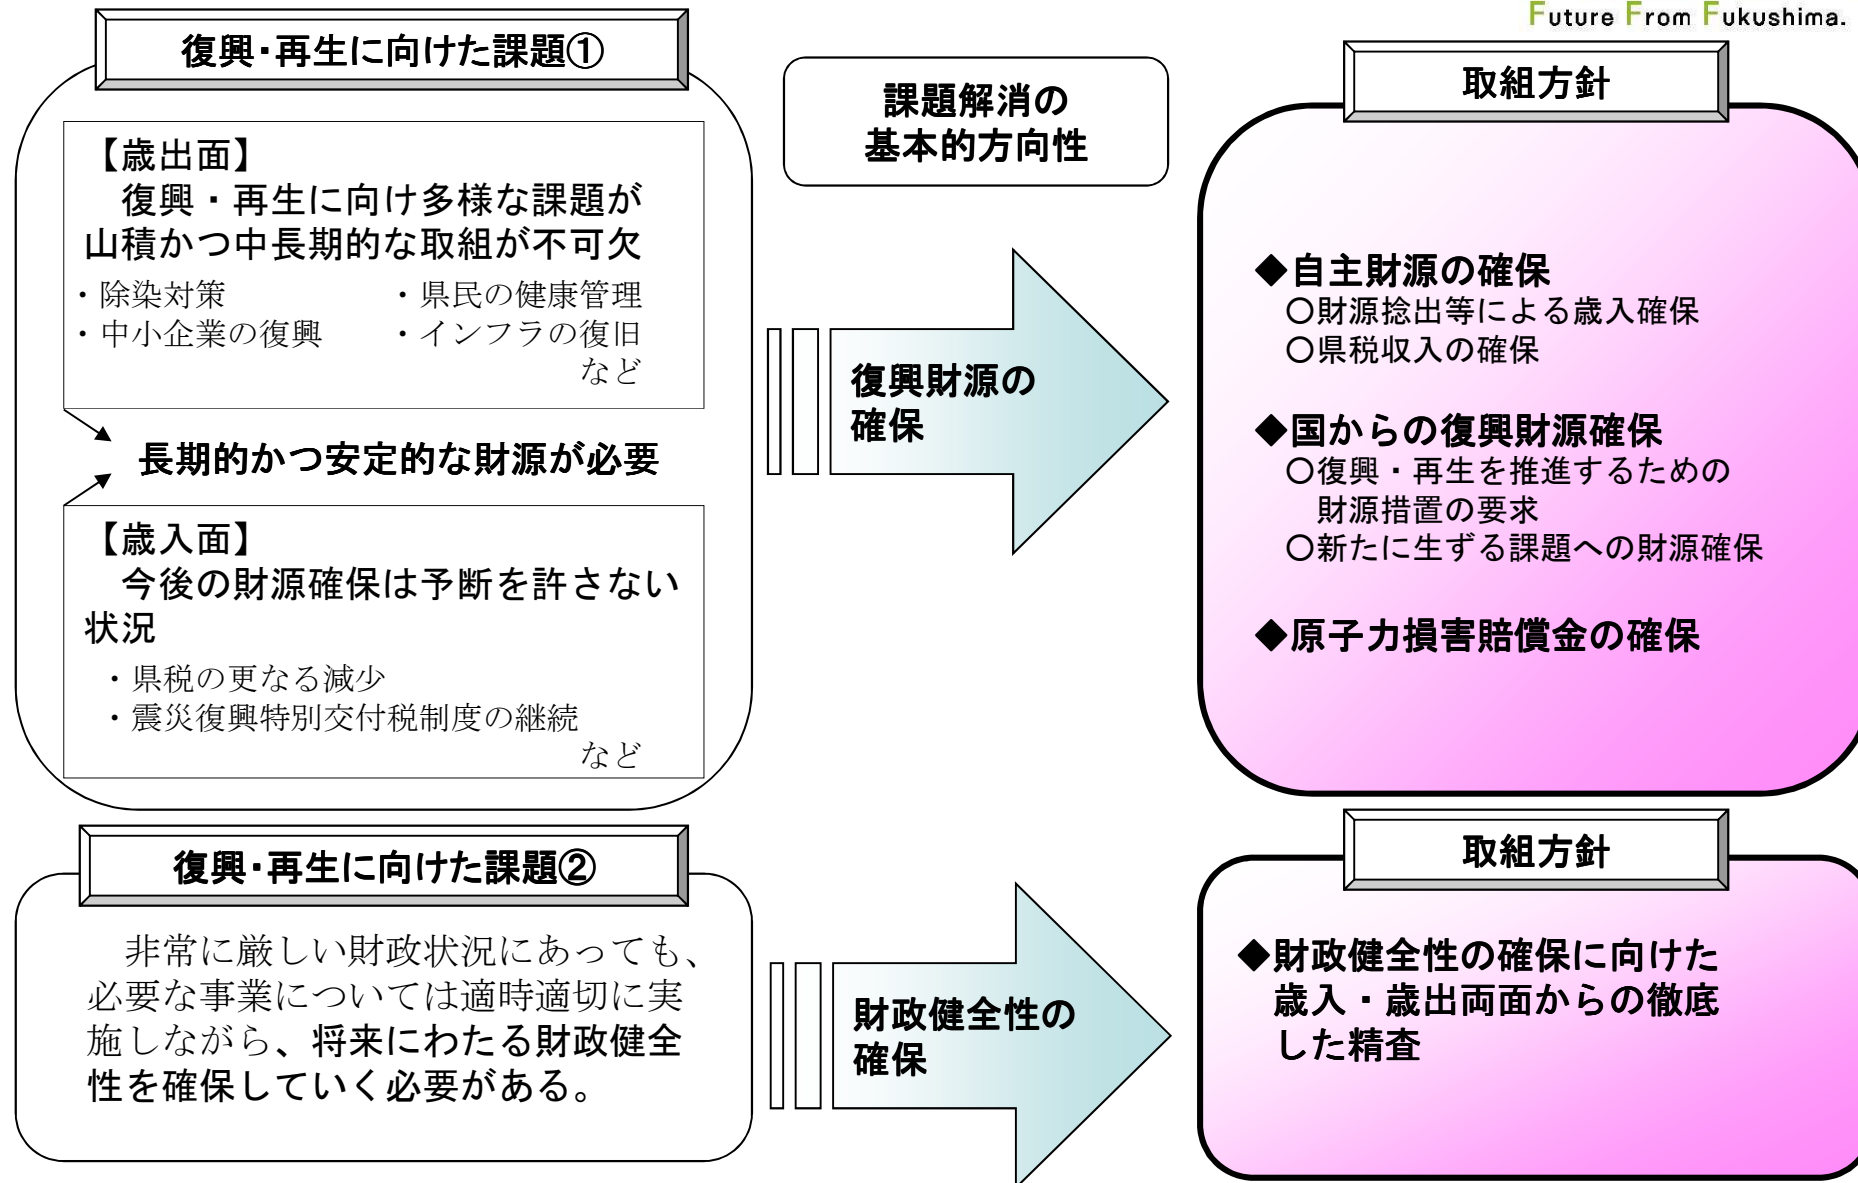 Future From Fukushima.
復興・再生に向けた課題①
【歳出面】
復興・再生に向け多様な課題が
山積かつ中長期的な取組が不可欠
・除染対策 ・県民の健康管理
・中小企業の復興 ・インフラの復旧
など
長期的かつ安定的な財源が必要
【歳入面】
今後の財源確保は予断を許さない
状況
・県税の更なる減少
・震災復興特別交付税制度の継続
など
課題解消の
基本的方向性
復興財源の
確保
取組方針
◆自主財源の確保
○財源捻出等による歳入確保
○県税収入の確保
◆国からの復興財源確保
○復興・再生を推進するための
財源措置の要求
○新たに生ずる課題への財源確保
◆原子力損害賠償金の確保
復興・再生に向けた課題②
非常に厳しい財政状況にあっても、
必要な事業については適時適切に実
施しながら、将来にわたる財政健全
性を確保していく必要がある。
財政健全性の
確保
取組方針
◆財政健全性の確保に向けた
歳入・歳出両面からの徹底
した精査